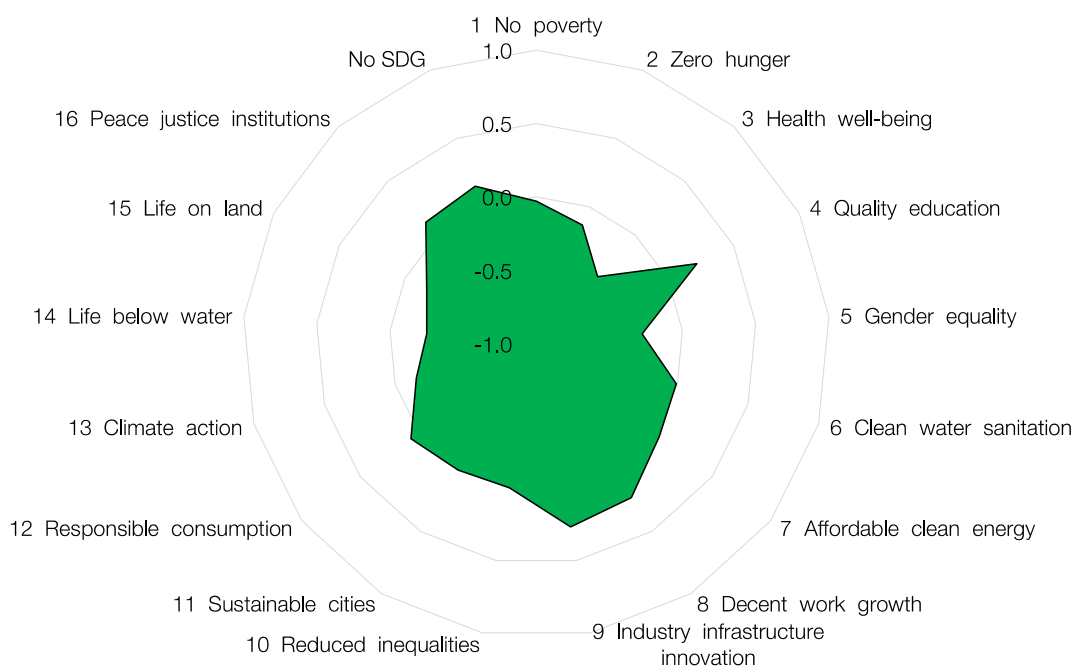 1 No poverty
2 Zero hunger
3 Health well-being
4 Quality education
5 Gender equality
6 Clean water sanitation
7 Affordable clean energy
8 Decent work growth
9 Industry infrastructure
innovation
10 Reduced inequalities
11 Sustainable cities
12 Responsible consumption
13 Climate action
14 Life below water
15 Life on land
16 Peace justice institutions
No SDG
1.0
0.5
0.0
-0.5
-1.0